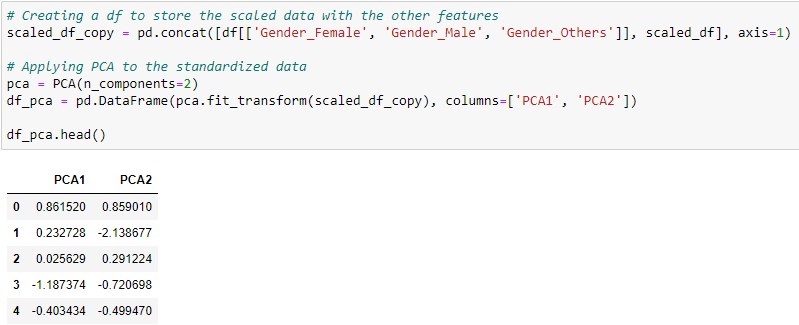 # Creating a df to store the scaled data with the other features
scaled_df_copy = pd.concat([df[['Gender_Female', 'Gender_Male', 'Gender_Others']], scaled_df], axis=1)
# Applying PCA to the standardized data
pca = PCA(n_components=2)
df_pca = pd.DataFrame(pca.fit_transform(scaled_df_copy), columns=['PCA1', 'PCA2'])
df_pca.head()
PCA1 PCA2
0 0.861520 0.859010
1 0.232728 -2.138677
2 0.025629 0.291224
3 -1.187374 -0.720698
4 -0.403434 -0.499470